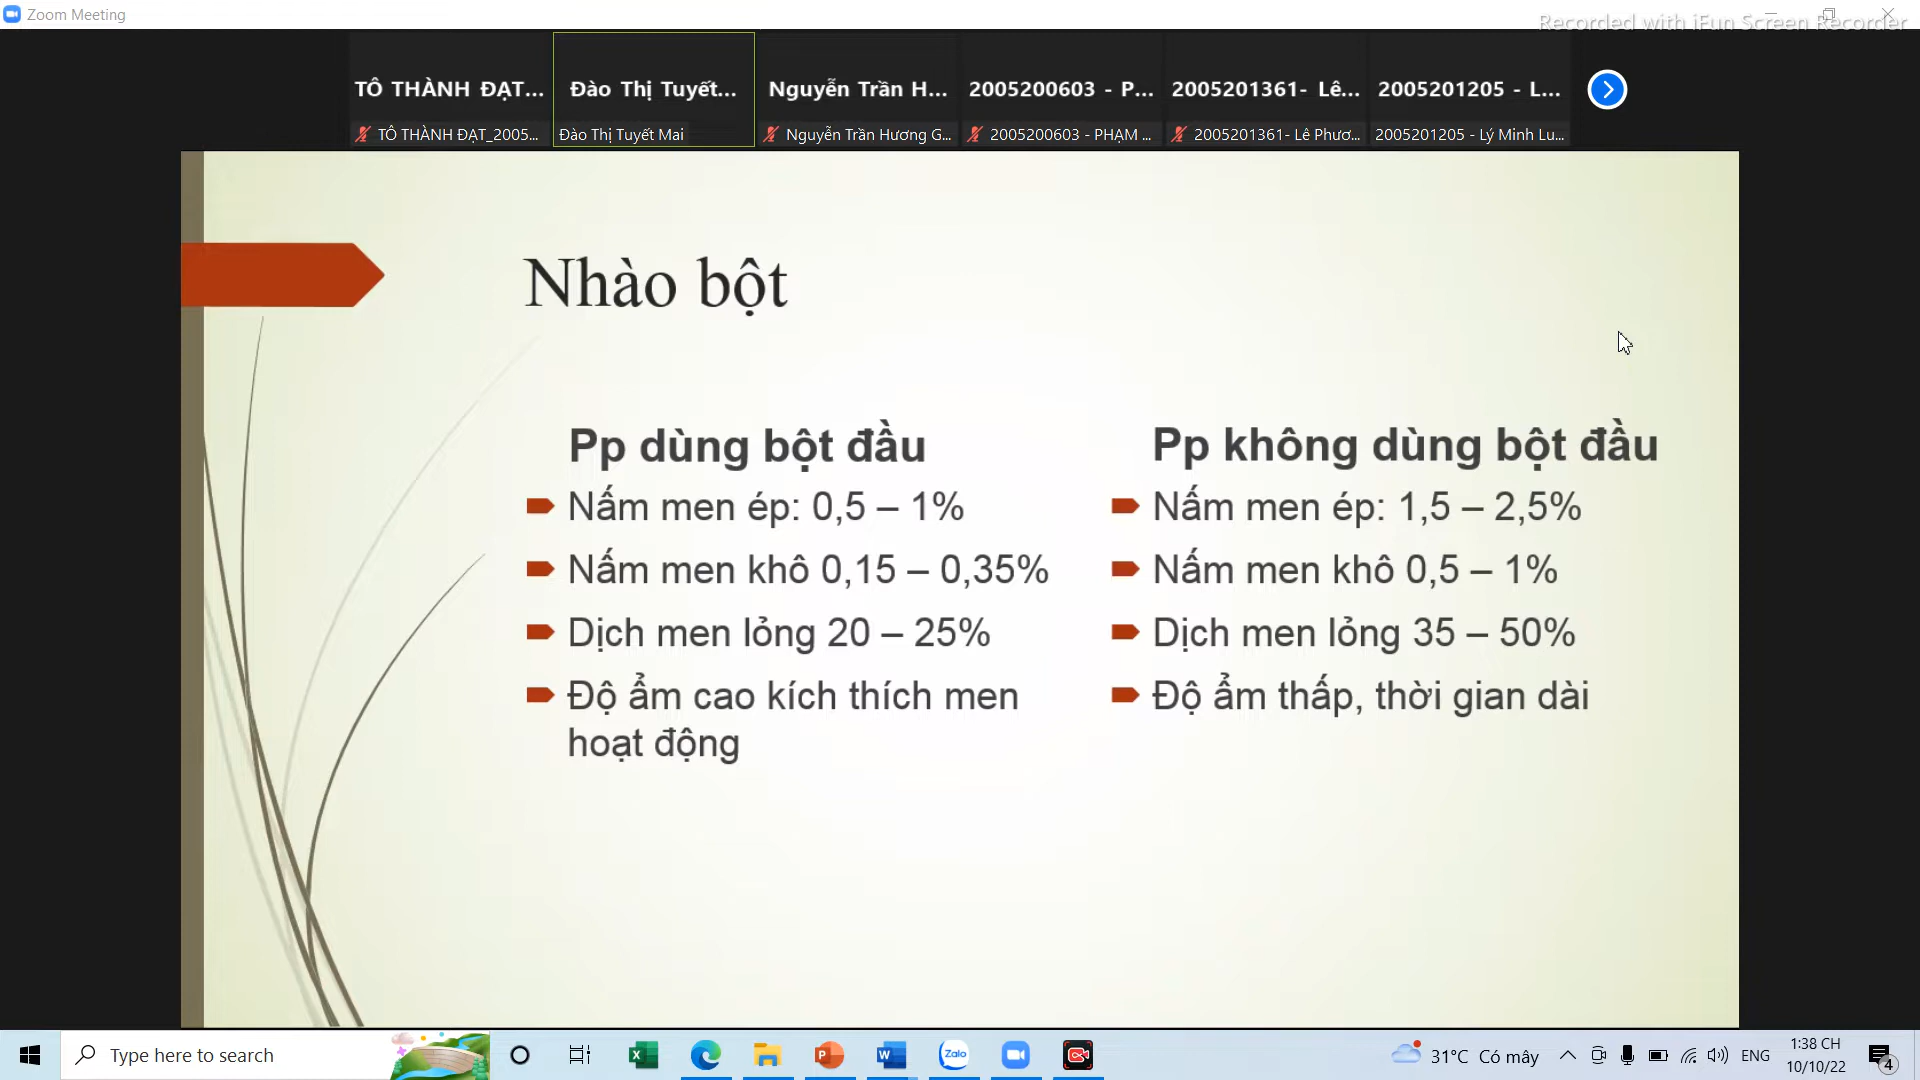 Zoom Meeting
Recorded with iFun Screen Recorder
TÔ THÀNH ĐẠT... Đào Thị Tuyết... Nguyễn Trần H... 2005200603 - P... 2005201361- Lê... 2005201205 - L...
TÔ THÀNH ĐẠT_2005... Đào Thị Tuyết Mai Nguyễn Trần Hương G... 2005200603 - PHẠM ... 2005201361- Lê Phươ... 2005201205 - Lý Minh Lu...
Nhào bột
Pp dùng bột đầu
Nấm men ép: 0,5 – 1%
Nấm men khô 0,15 – 0,35%
Dịch men lỏng 20 – 25%
Độ ẩm cao kích thích men
hoạt động
Pp không dùng bột đầu
Nấm men ép: 1,5 – 2,5%
Nấm men khô 0,5 – 1%
Dịch men lỏng 35 – 50%
Độ ẩm thấp, thời gian dài
Type here to search
Zalo
31°C Có mây
ENG
1:38 CH
10/10/22
4